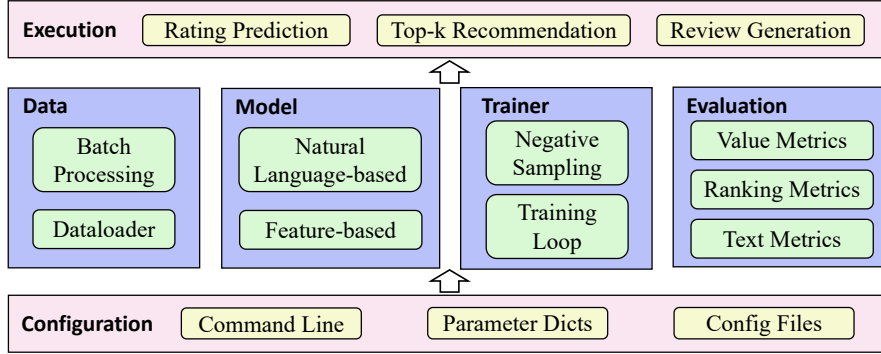 Execution Rating Prediction Top-k Recommendation Review Generation
Data
Batch
Processing
Dataloader
Model
Natural
Language-based
Feature-based
Trainer
Negative
Sampling
Training
Loop
Evaluation
Value Metrics
Ranking Metrics
Text Metrics
Configuration Command Line Parameter Dicts Config Files